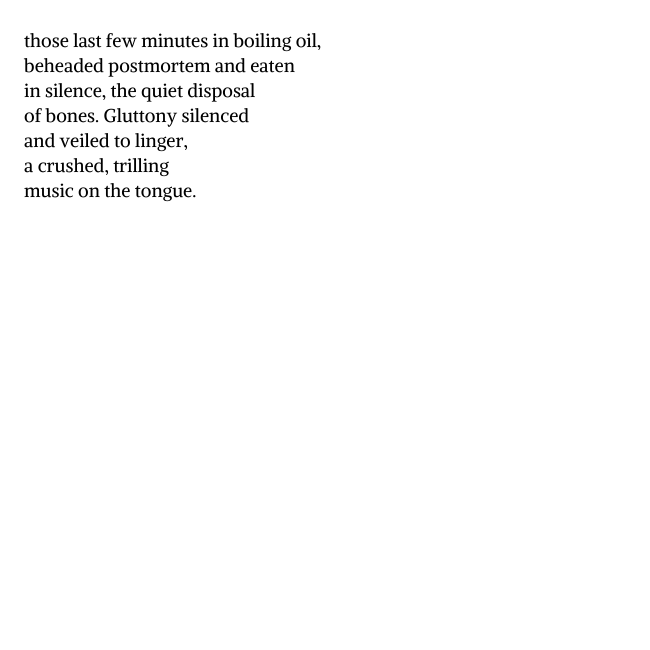 those last few minutes in boiling oil,
beheaded postmortem and eaten
in silence, the quiet disposal
of bones. Gluttony silenced
and veiled to linger,
a crushed, trilling
music on the tongue.